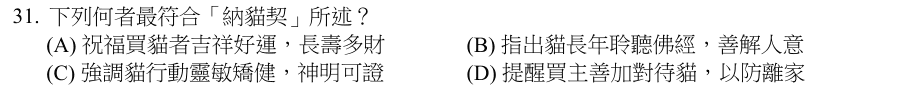 31. 下列何者最符合「納貓契」所述？
(A) 祝福買貓者吉祥好運，長壽多財 (B) 指出貓長年聆聽佛經，善解人意
(C) 強調貓行動靈敏矯健，神明可證 (D) 提醒買主善加對待貓，以防離家